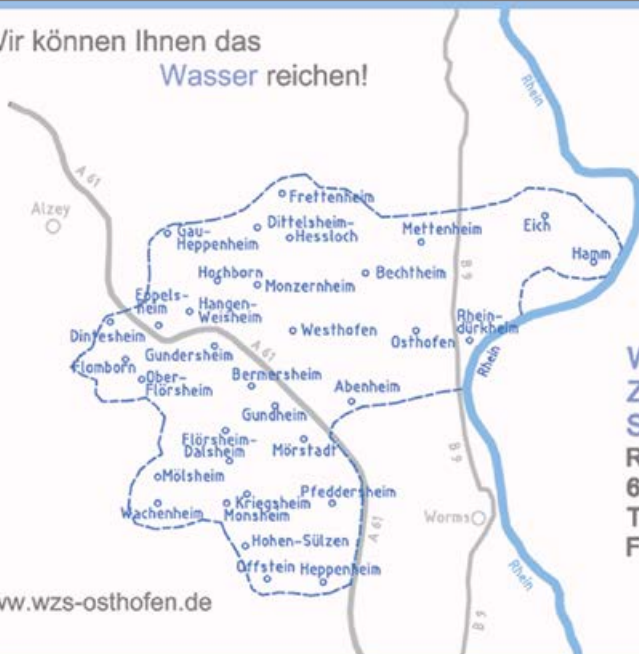 Wir können Ihnen das
Wasser reichen!
Rhein
A 61
Frettenheim
Alzey
Gau-
Heppenheim
Dittelsheim-
Hessloch
Mettenheim
Eich
Hamm
Hochborn
Monzernheim
Bechtheim
B 9
Eppels-
heim
Hangen-
Weisheim
Dintesheim
Westhofen
Osthofen
Rhein-
dürkheim
Gundersheim
A 61
Rhein
Flomborn
Ober-
Flörsheim
Bermersheim
Abenheim
Gundheim
Flörsheim-
Dalsheim
Mörstadt
B 9
Mölsheim
Pfeddersheim
Kriegsheim
Wachenheim
Monsheim
Worms
A 61
Hohen-Sülzen
Offstein
Heppenheim
Rhein
ww.wzs-osthofen.de
B 9
V
Z
S
R
6
T
F